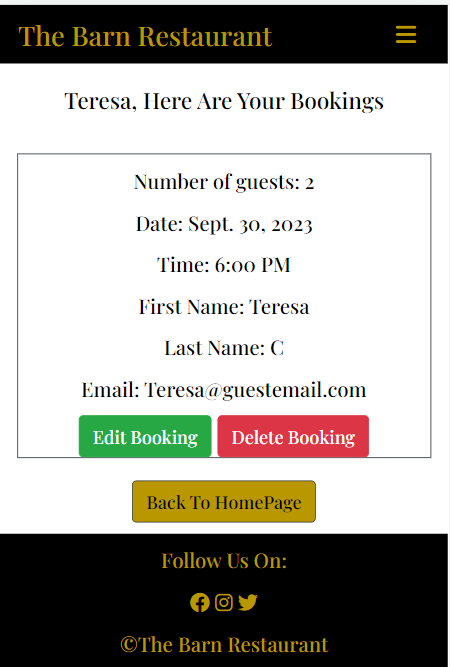 The Barn Restaurant
Teresa, Here Are Your Bookings
Number of guests: 2
Date: Sept. 30, 2023
Time: 6:00 PM
First Name: Teresa
Last Name: C
Email: Teresa@guestemail.com
Edit Booking Delete Booking
Back To HomePage
Follow Us On:
©The Barn Restaurant